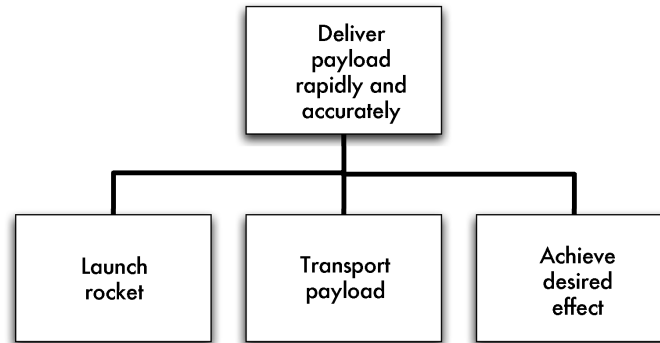 Deliver
payload
rapidly and
accurately
Launch
rocket
Transport
payload
Achieve
desired
effect